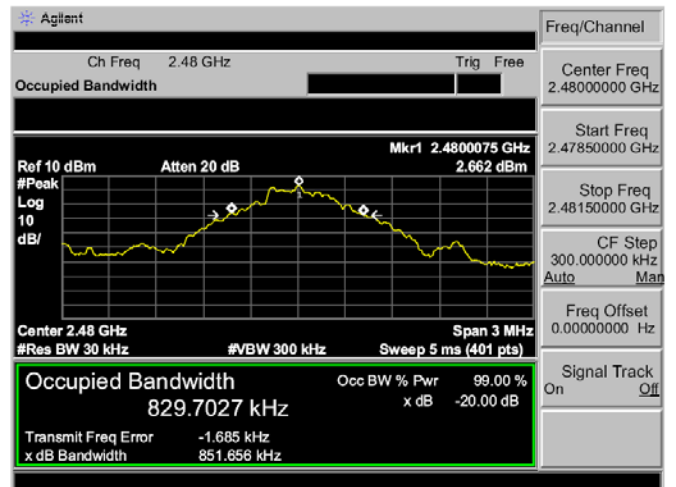 Agilent
Freq/Channel
Ch Freq 2.48 GHz Trig Free
Occupied Bandwidth
Center Freq
2.48000000 GHz
Start Freq
2.47850000 GHz
Stop Freq
2.48150000 GHz
CF Step
300.000000 kHz
Auto Man
Freq Offset
0.00000000 Hz
Signal Track
On Off
Mkr1 2.4800075 GHz
Ref 10 dBm Atten 20 dB 2.662 dBm
#Peak
Log
10
dB/
1
Center 2.48 GHz Span 3 MHz
#Res BW 30 kHz #VBW 300 kHz Sweep 5 ms (401 pts)
Occupied Bandwidth Occ BW % Pwr 99.00 %
829.7027 kHz x dB -20.00 dB
Transmit Freq Error -1.685 kHz
x dB Bandwidth 851.656 kHz